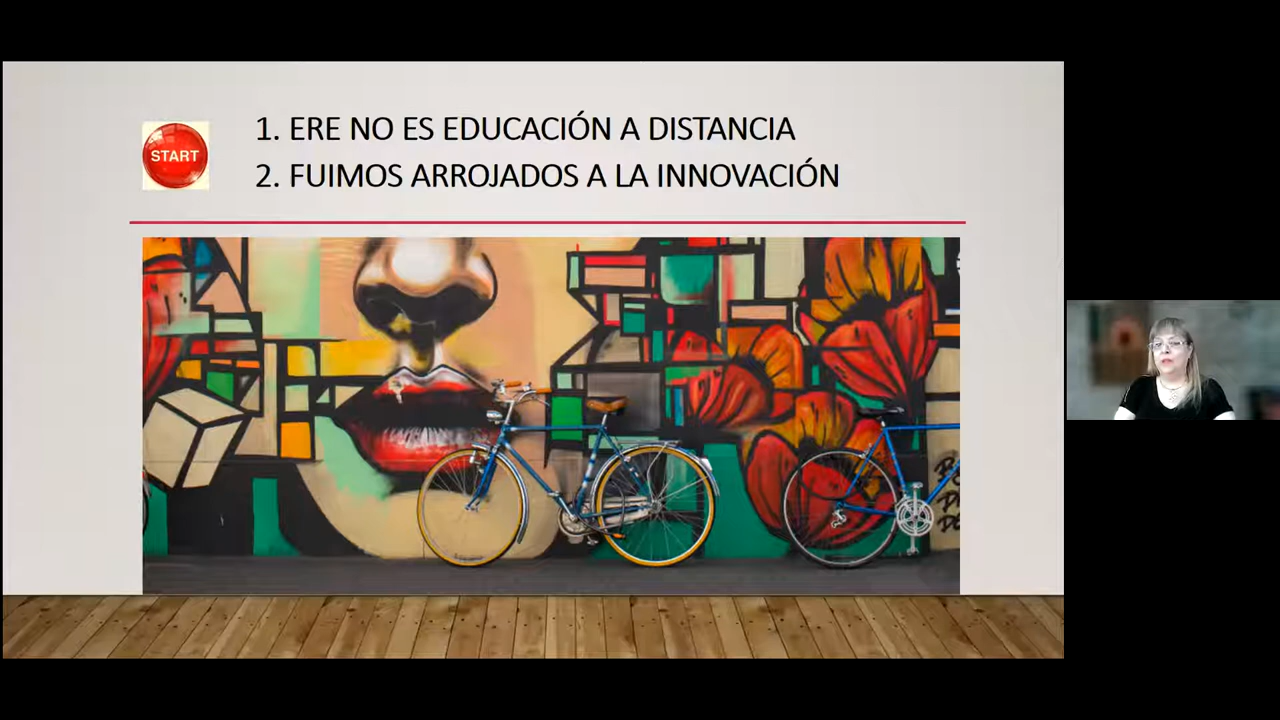 START
1. ERE NO ES EDUCACIÓN A DISTANCIA
2. FUIMOS ARROJADOS A LA INNOVACIÓN